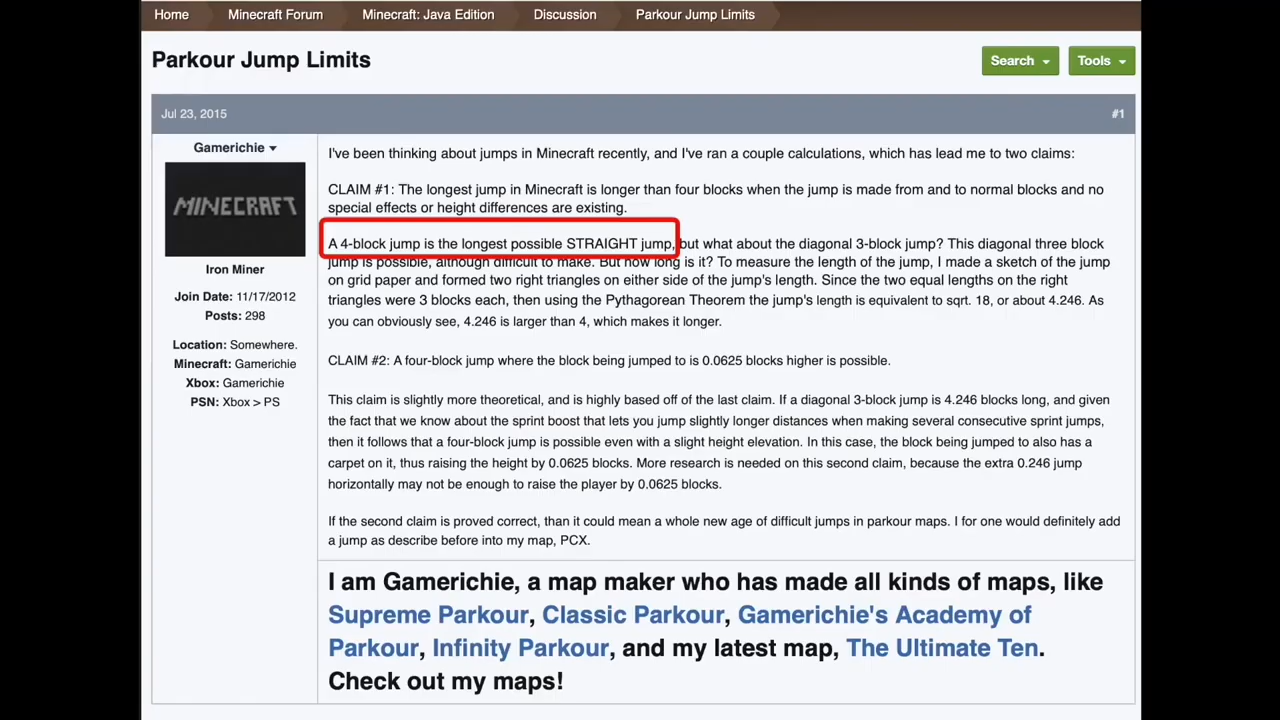 Home Minecraft Forum Minecraft: Java Edition Discussion Parkour Jump Limits
Parkour Jump Limits
Search Tools
Jul 23, 2015 #1
Gamerichie
MINECRAFT
Iron Miner
Join Date: 11/17/2012
Posts: 298
Location: Somewhere.
Minecraft: Gamerichie
Xbox: Gamerichie
PSN: Xbox > PS
I've been thinking about jumps in Minecraft recently, and I've ran a couple calculations, which has lead me to two claims:
CLAIM #1: The longest jump in Minecraft is longer than four blocks when the jump is made from and to normal blocks and no
special effects or height differences are existing.
A 4-block jump is the longest possible STRAIGHT jump, but what about the diagonal 3-block jump? This diagonal three block
jump is possible, although difficult to make. But how long is it? To measure the length of the jump, I made a sketch of the jump
on grid paper and formed two right triangles on either side of the jump's length. Since the two equal lengths on the right
triangles were 3 blocks each, then using the Pythagorean Theorem the jump's length is equivalent to sqrt. 18, or about 4.246. As
you can obviously see, 4.246 is larger than 4, which makes it longer.
CLAIM #2: A four-block jump where the block being jumped to is 0.0625 blocks higher is possible.
This claim is slightly more theoretical, and is highly based off of the last claim. If a diagonal 3-block jump is 4.246 blocks long, and given
the fact that we know about the sprint boost that lets you jump slightly longer distances when making several consecutive sprint jumps,
then it follows that a four-block jump is possible even with a slight height elevation. In this case, the block being jumped to also has a
carpet on it, thus raising the height by 0.0625 blocks. More research is needed on this second claim, because the extra 0.246 jump
horizontally may not be enough to raise the player by 0.0625 blocks.
If the second claim is proved correct, than it could mean a whole new age of difficult jumps in parkour maps. I for one would definitely add
a jump as describe before into my map, PCX.
I am Gamerichie, a map maker who has made all kinds of maps, like
Supreme Parkour, Classic Parkour, Gamerichie's Academy of
Parkour, Infinity Parkour, and my latest map, The Ultimate Ten.
Check out my maps!